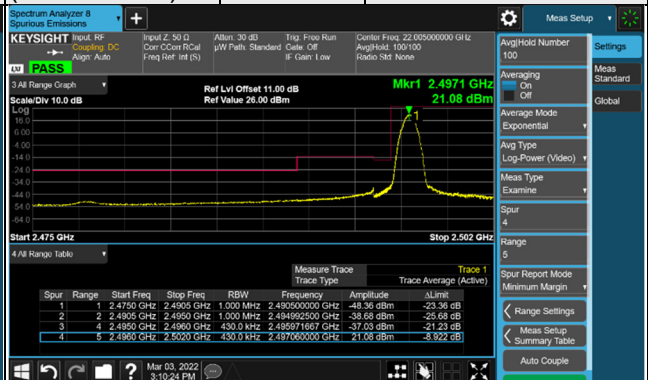 Spectrum Analyzer 8
Spurious Emissions
Meas Setup
KEYSIGHT Input: RF
Coupling: DC
Align: Auto
Input Z: 50 Ω
Corr CCorr RCal
Freq Ref: Int (S)
Atten: 30 dB
µW Path: Standard
Trig: Free Run
Gate: Off
IF Gain: Low
Center Freq: 22.005000000 GHz
Avg|Hold: 100/100
Radio Std: None
LXI PASS
3 All Range Graph
Ref Lvl Offset 11.00 dB
Mkr1 2.4971 GHz
Scale/Div 10.0 dB
Ref Value 26.00 dBm
21.08 dBm
Log
16.0
6.00
-4.00
-14.0
-24.0
-34.0
-44.0
-54.0
1
Start 2.475 GHz
Stop 2.502 GHz
4 All Range Table
Measure Trace Trace 1
Trace Type Trace Average (Active)
Spur Range Start Freq Stop Freq RBW Frequency Amplitude ΔLimit
1 1 2.4750 GHz 2.4905 GHz 1.000 MHz 2.490500000 GHz -48.36 dBm -23.36 dB
2 2 2.4905 GHz 2.4950 GHz 1.000 MHz 2.494992500 GHz -38.68 dBm -25.68 dB
3 4 2.4950 GHz 2.4960 GHz 430.0 kHz 2.495971667 GHz -37.03 dBm -21.23 dB
4 5 2.4960 GHz 2.5020 GHz 430.0 kHz 2.497060000 GHz 21.08 dBm -8.922 dB
Mar 03, 2022
3:10:24 PM
Avg|Hold Number
100
Averaging
On
Off
Average Mode
Exponential
Avg Type
Log-Power (Video)
Meas Type
Examine
Spur
4
Range
5
Spur Report Mode
Minimum Margin
Range Settings
Meas Setup
Summary Table
Auto Couple
Settings
Meas
Standard
Global